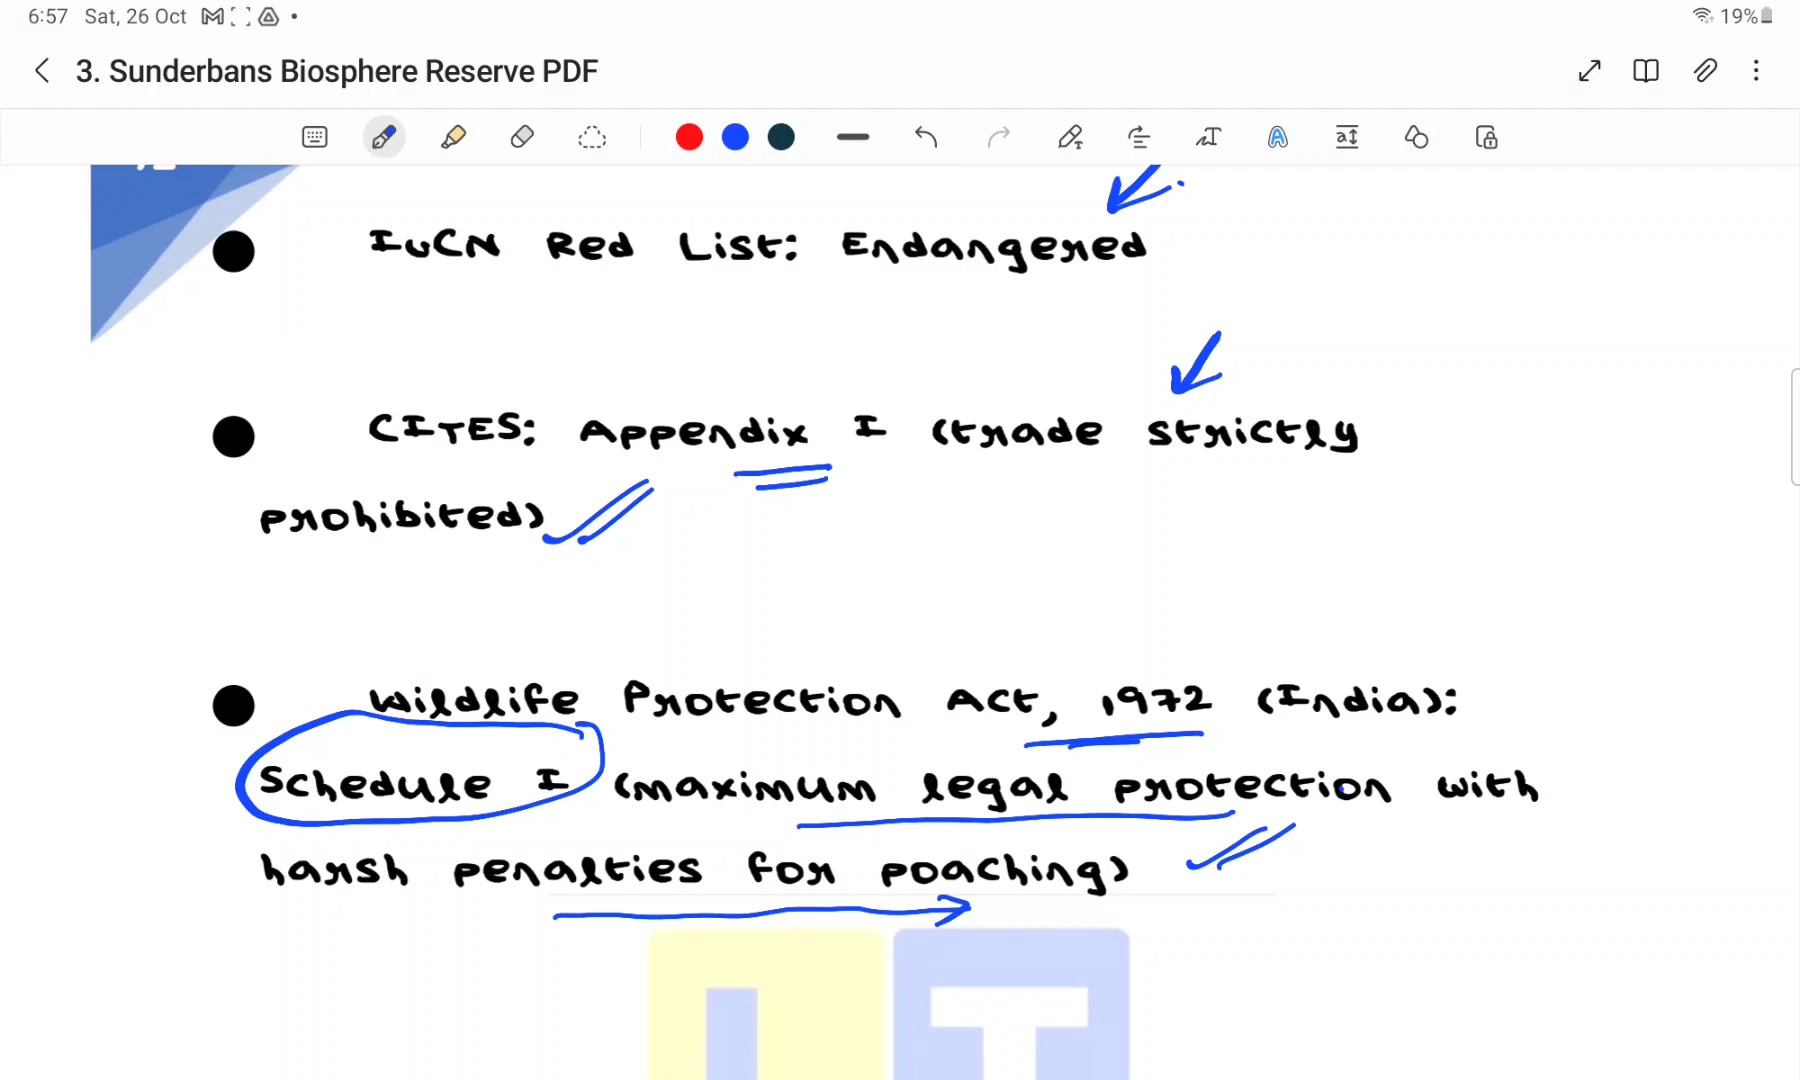 6:57 Sat, 26 Oct
19%
3. Sunderbans Biosphere Reserve PDF
IUCN Red List: Endangered
CITES: Appendix I (trade strictly
prohibited)
Wildlife Protection Act, 1972 (India):
Schedule I (maximum legal protection with
harsh penalties for poaching)